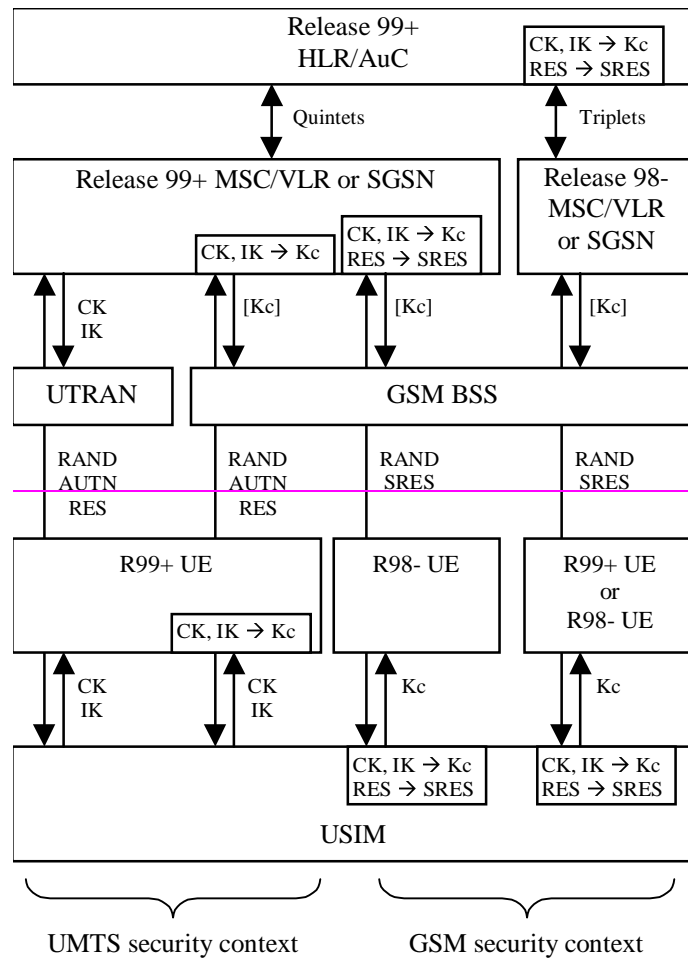 Release 99+
HLR/AuC
CK, IK → Kc
RES → SRES
Quintets
Triplets
Release 99+ MSC/VLR or SGSN
CK, IK → Kc
CK, IK → Kc
RES → SRES
Release 98-
MSC/VLR
or SGSN
CK
IK
[Kc]
[Kc]
[Kc]
UTRAN
GSM BSS
RAND
AUTN
RES
RAND
AUTN
RES
RAND
SRES
RAND
SRES
R99+ UE
CK, IK → Kc
R98- UE
R99+ UE
or
R98- UE
CK
IK
CK
IK
Kc
Kc
CK, IK → Kc
RES → SRES
CK, IK → Kc
RES → SRES
USIM
UMTS security context
GSM security context